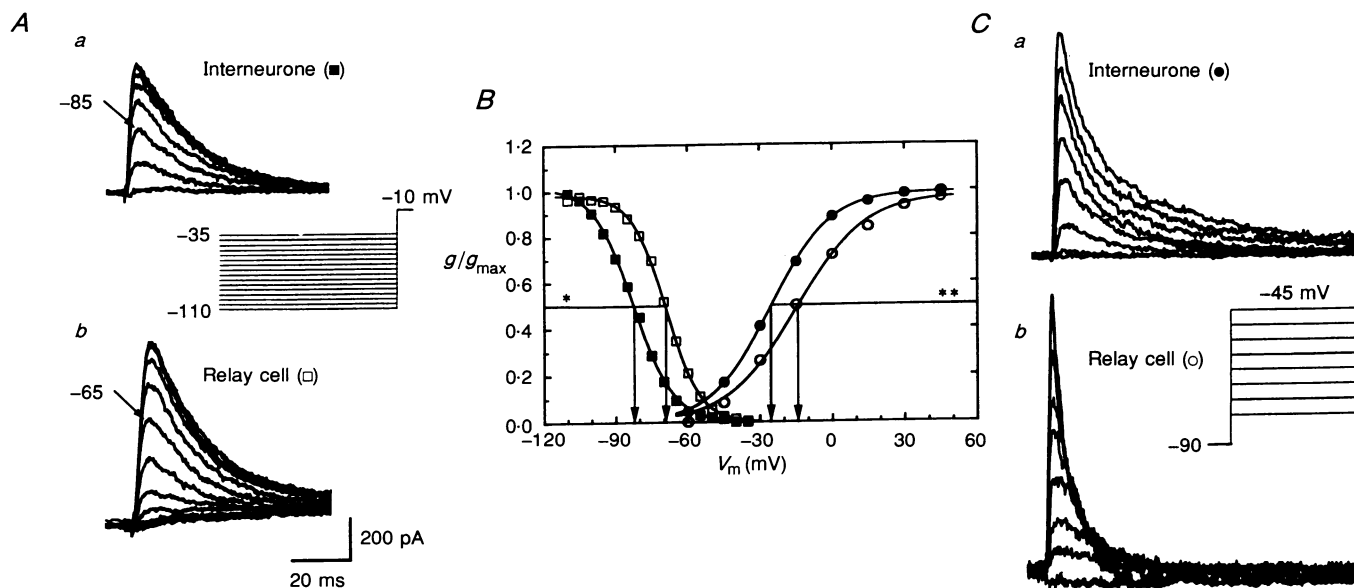 A
a
Interneurone (■)
−85
−10 mV
−35
−110
b
Relay cell (□)
−65
200 pA
20 ms
B
g/gmax
1·2
1·0
0·8
0·6
0·4
0·2
0·0
*
**
−120
−90
−60
−30
0
30
60
Vm (mV)
C
a
Interneurone (●)
b
−45 mV
Relay cell (○)
−90